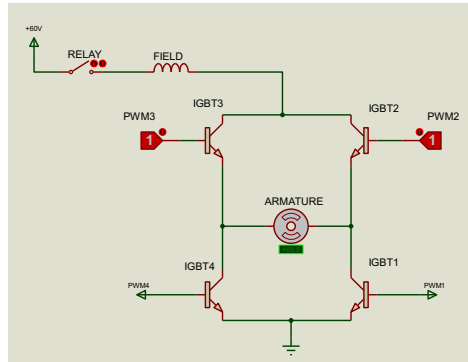 +60V
RELAY
FIELD
IGBT3
IGBT2
PWM3
PWM2
1
1
ARMATURE
IGBT4
IGBT1
PWM4
PWM1